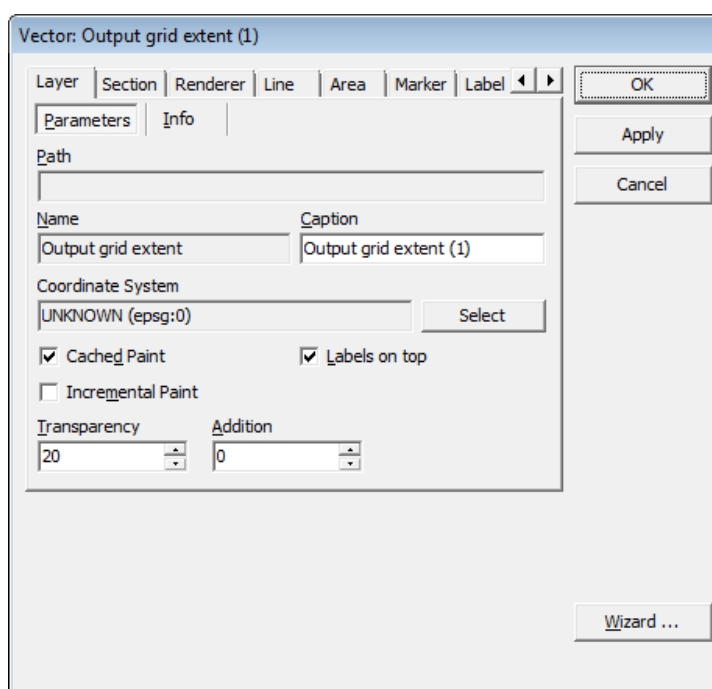 Vector: Output grid extent (1)
Layer Section Renderer Line Area Marker Label
OK
Parameters Info
Apply
Path
Cancel
Name Caption
Output grid extent Output grid extent (1)
Coordinate System
UNKNOWN (epsg:0) Select
Cached Paint Labels on top
Incremental Paint
Transparency Addition
20 0
Wizard ...